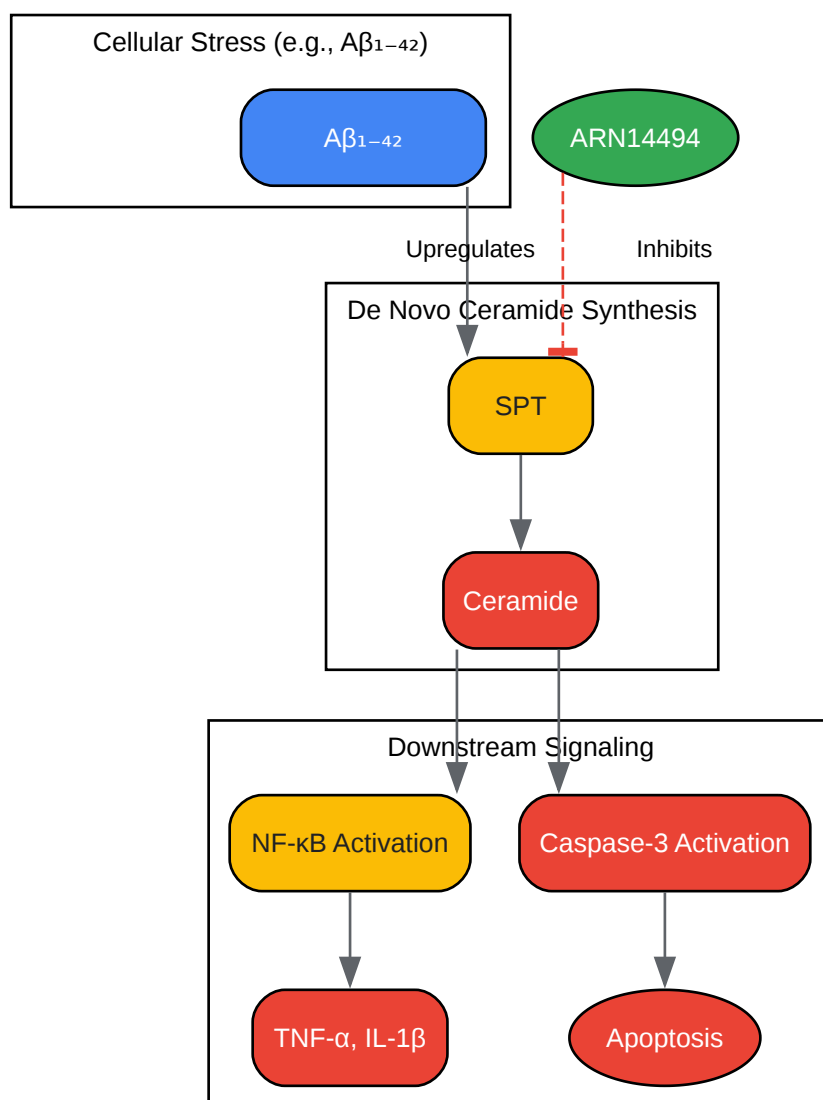 Cellular Stress (e.g., Aβ₁₋₄₂)
Aβ₁₋₄₂
ARN14494
Upregulates
Inhibits
De Novo Ceramide Synthesis
SPT
Ceramide
Downstream Signaling
NF-κB Activation
Caspase-3 Activation
TNF-α, IL-1β
Apoptosis